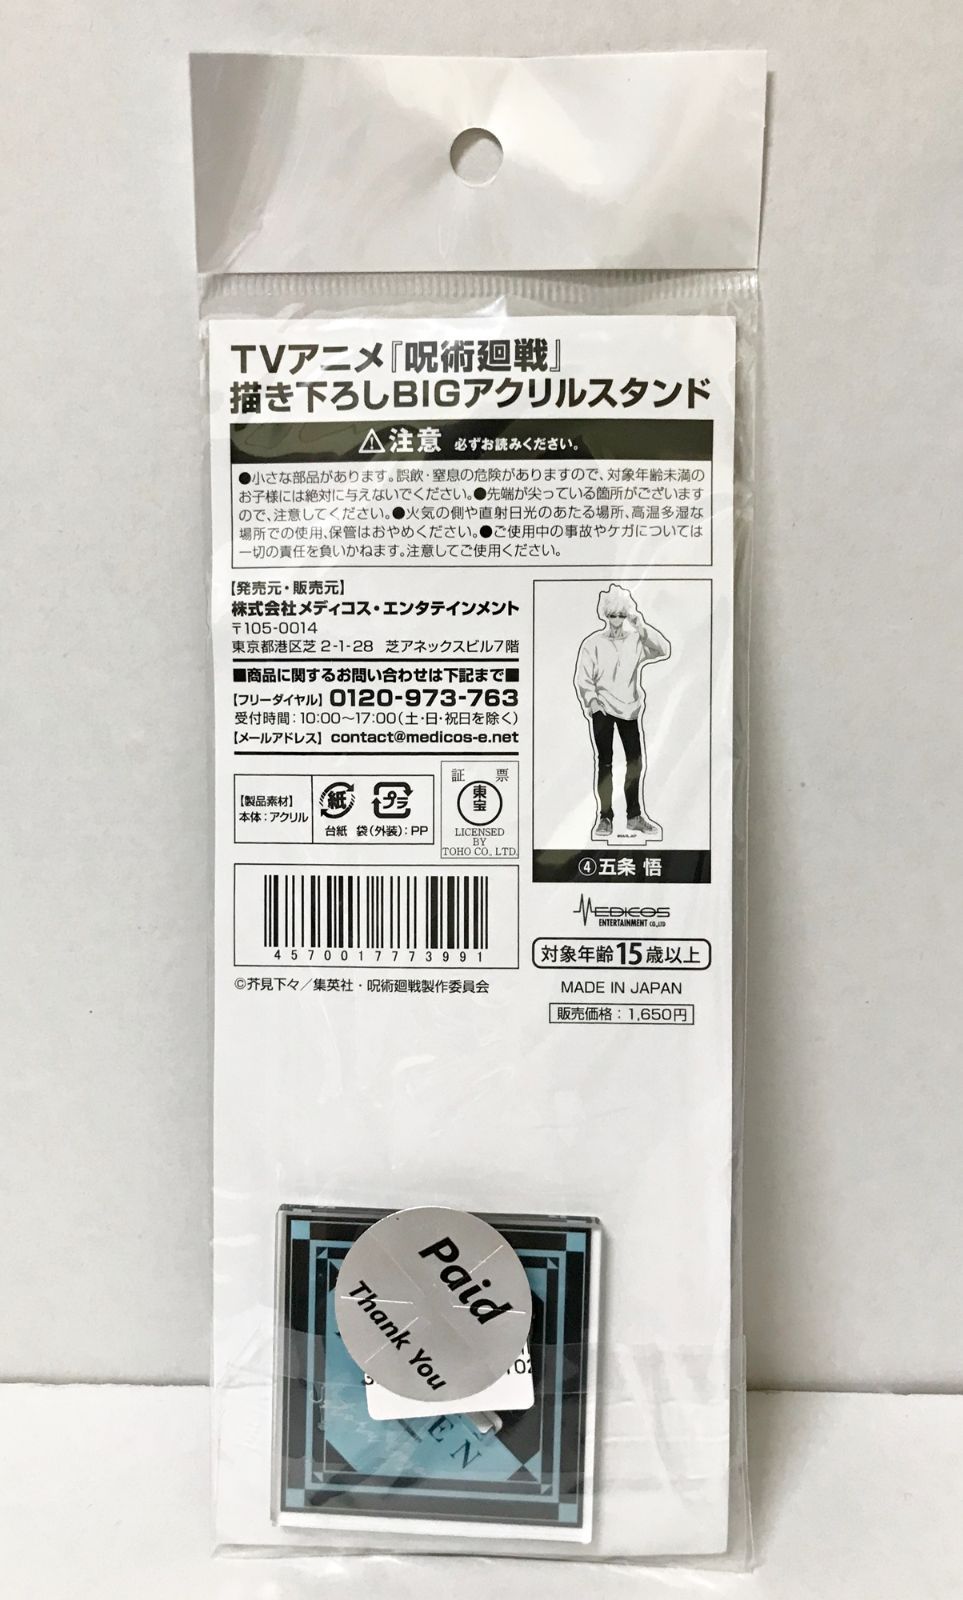 TVアニメ『呪術廻戦』
描き下ろしBIGアクリルスタンド
⚠注意 必ずお読みください。
●小さな部品があります。誤飲・窒息の危険がありますので、対象年齢未満の
お子様には絶対に与えないでください。●先端が尖っている箇所がございます
ので、注意してください。●火気の側や直射日光のあたる場所、高温多湿な
場所での使用、保管はおやめください。●ご使用中の事故やケガについては
一切の責任を負いかねます。注意してご使用ください。
【発売元・販売元】
株式会社メディコス・エンタテインメント
〒105-0014
東京都港区芝2-1-28 芝アネックスビル7階
■商品に関するお問い合わせは下記まで■
【フリーダイヤル】0120-973-763
受付時間:10:00〜17:00(土・日・祝日を除く)
【メールアドレス】contact@medicos-e.net
【製品素材】
本体:アクリル
紙
台紙
プラ
袋(外装):PP
証 票
東宝
LICENSED
BY
TOHO CO., LTD.
4570017773991
©芥見下々／集英社・呪術廻戦製作委員会
④五条 悟
MEDICOS
ENTERTAINMENT CO.,LTD
対象年齢15歳以上
MADE IN JAPAN
販売価格:1,650円
Paid
Thank You